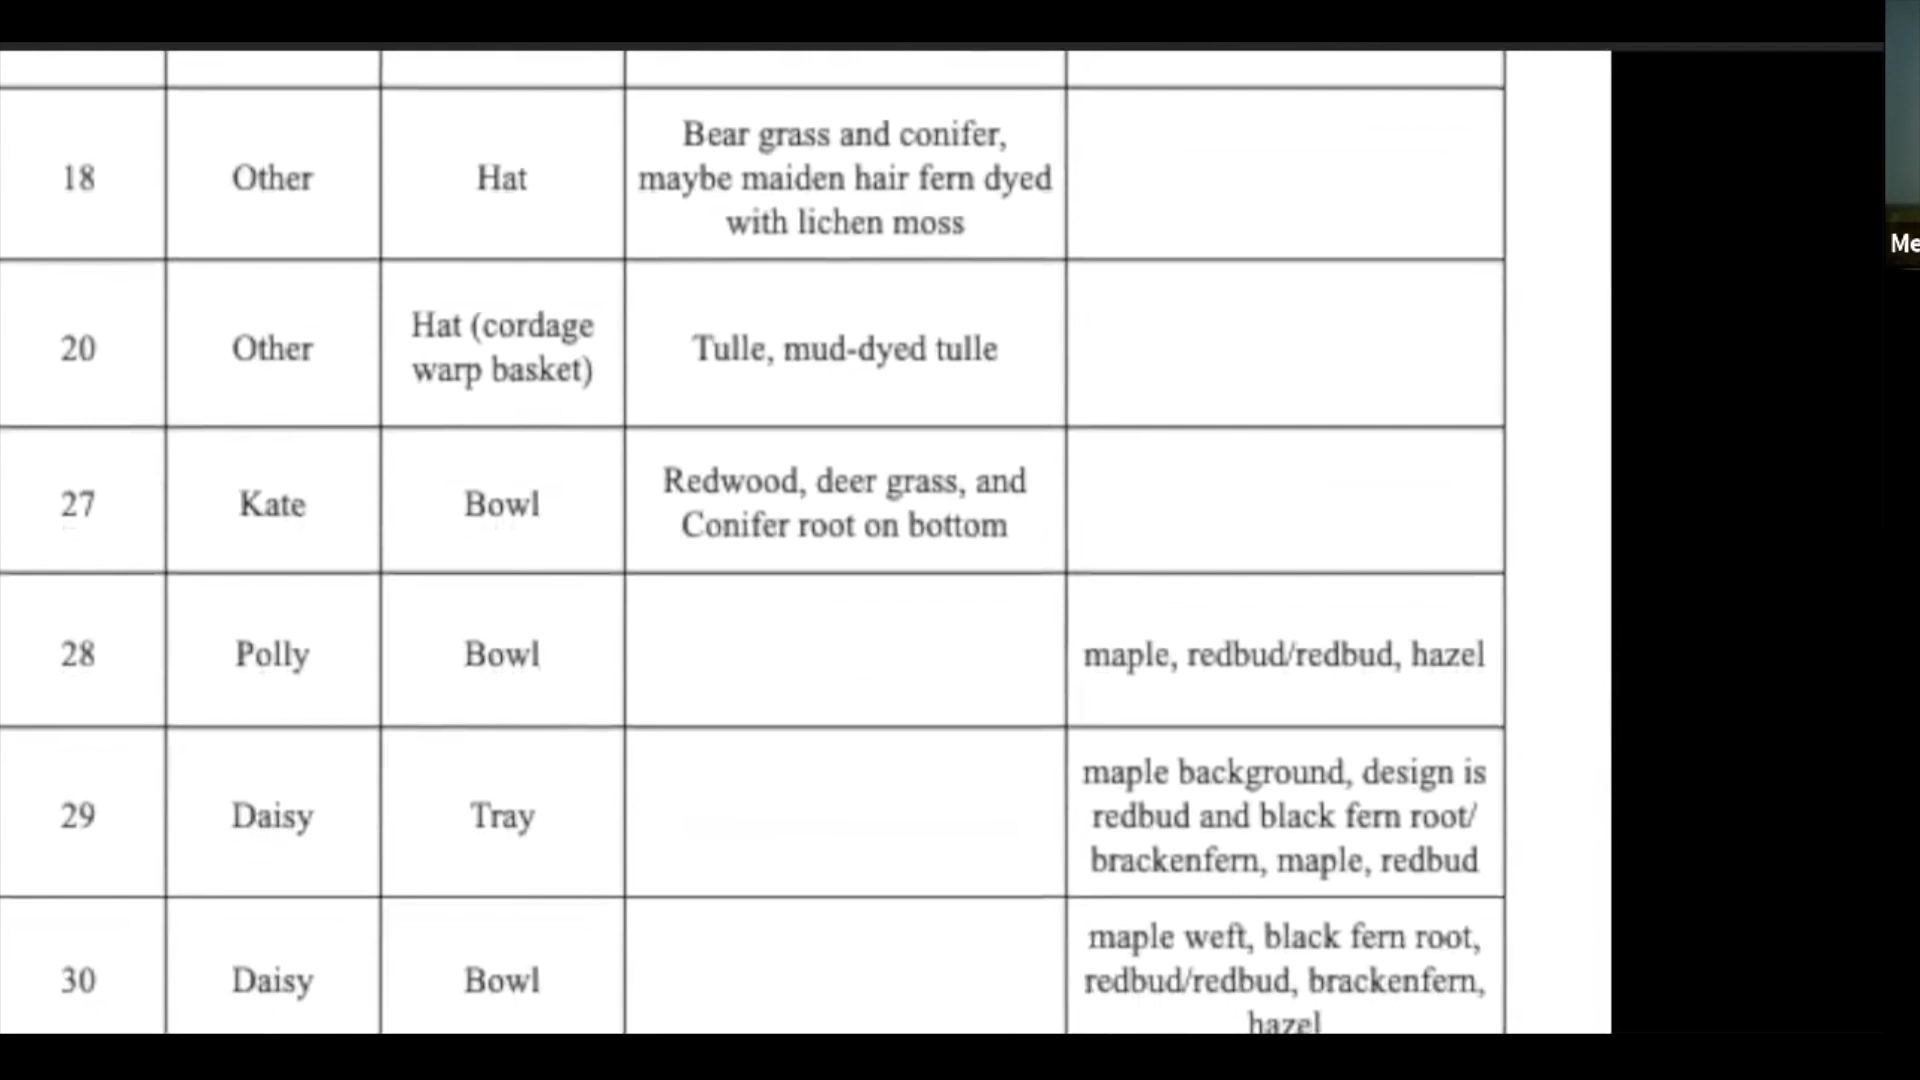 18
Other
Hat
Bear grass and conifer,
maybe maiden hair fern dyed
with lichen moss
20
Other
Hat (cordage
warp basket)
Tulle, mud-dyed tulle
27
Kate
Bowl
Redwood, deer grass, and
Conifer root on bottom
28
Polly
Bowl
maple, redbud/redbud, hazel
29
Daisy
Tray
maple background, design is
redbud and black fern root/
brackenfern, maple, redbud
30
Daisy
Bowl
maple weft, black fern root,
redbud/redbud, brackenfern,
hazel
Me